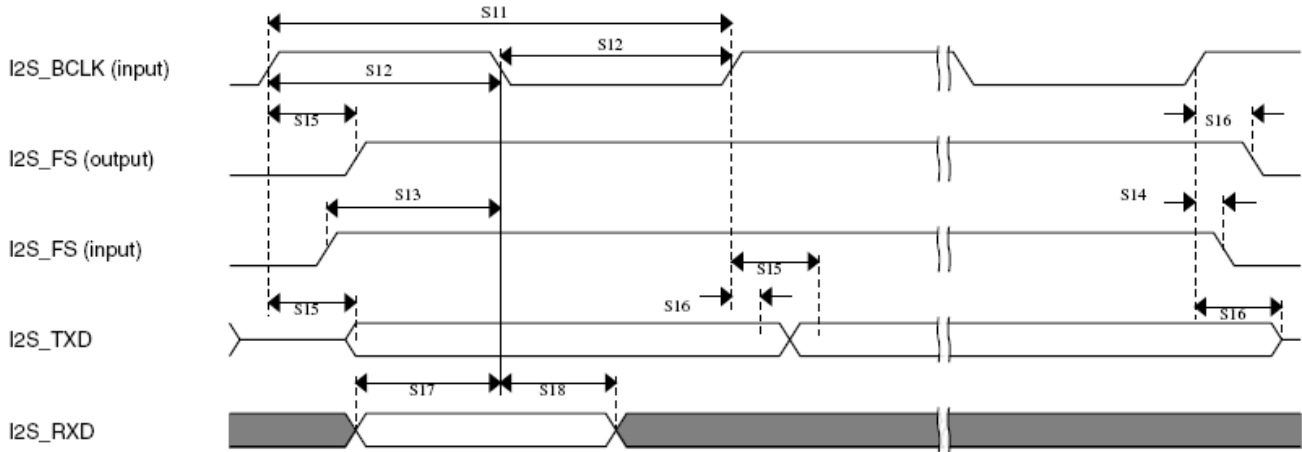 S11
I2S_BCLK (input)
S12
S12
S15
S16
I2S_FS (output)
S13
S14
I2S_FS (input)
S15
S15
S16
S16
I2S_TXD
S17
S18
I2S_RXD